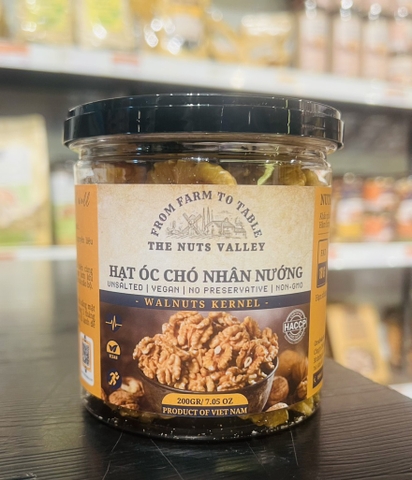 FROM FARM TO TABLE
THE NUTS VALLEY
HẠT ÓC CHÓ NHÂN NƯỚNG
UNSALTED | VEGAN | NO PRESERVATIVE | NON-GMO
- WALNUTS KERNEL -
HACCP
200GR/ 7.05 OZ
PRODUCT OF VIET NAM